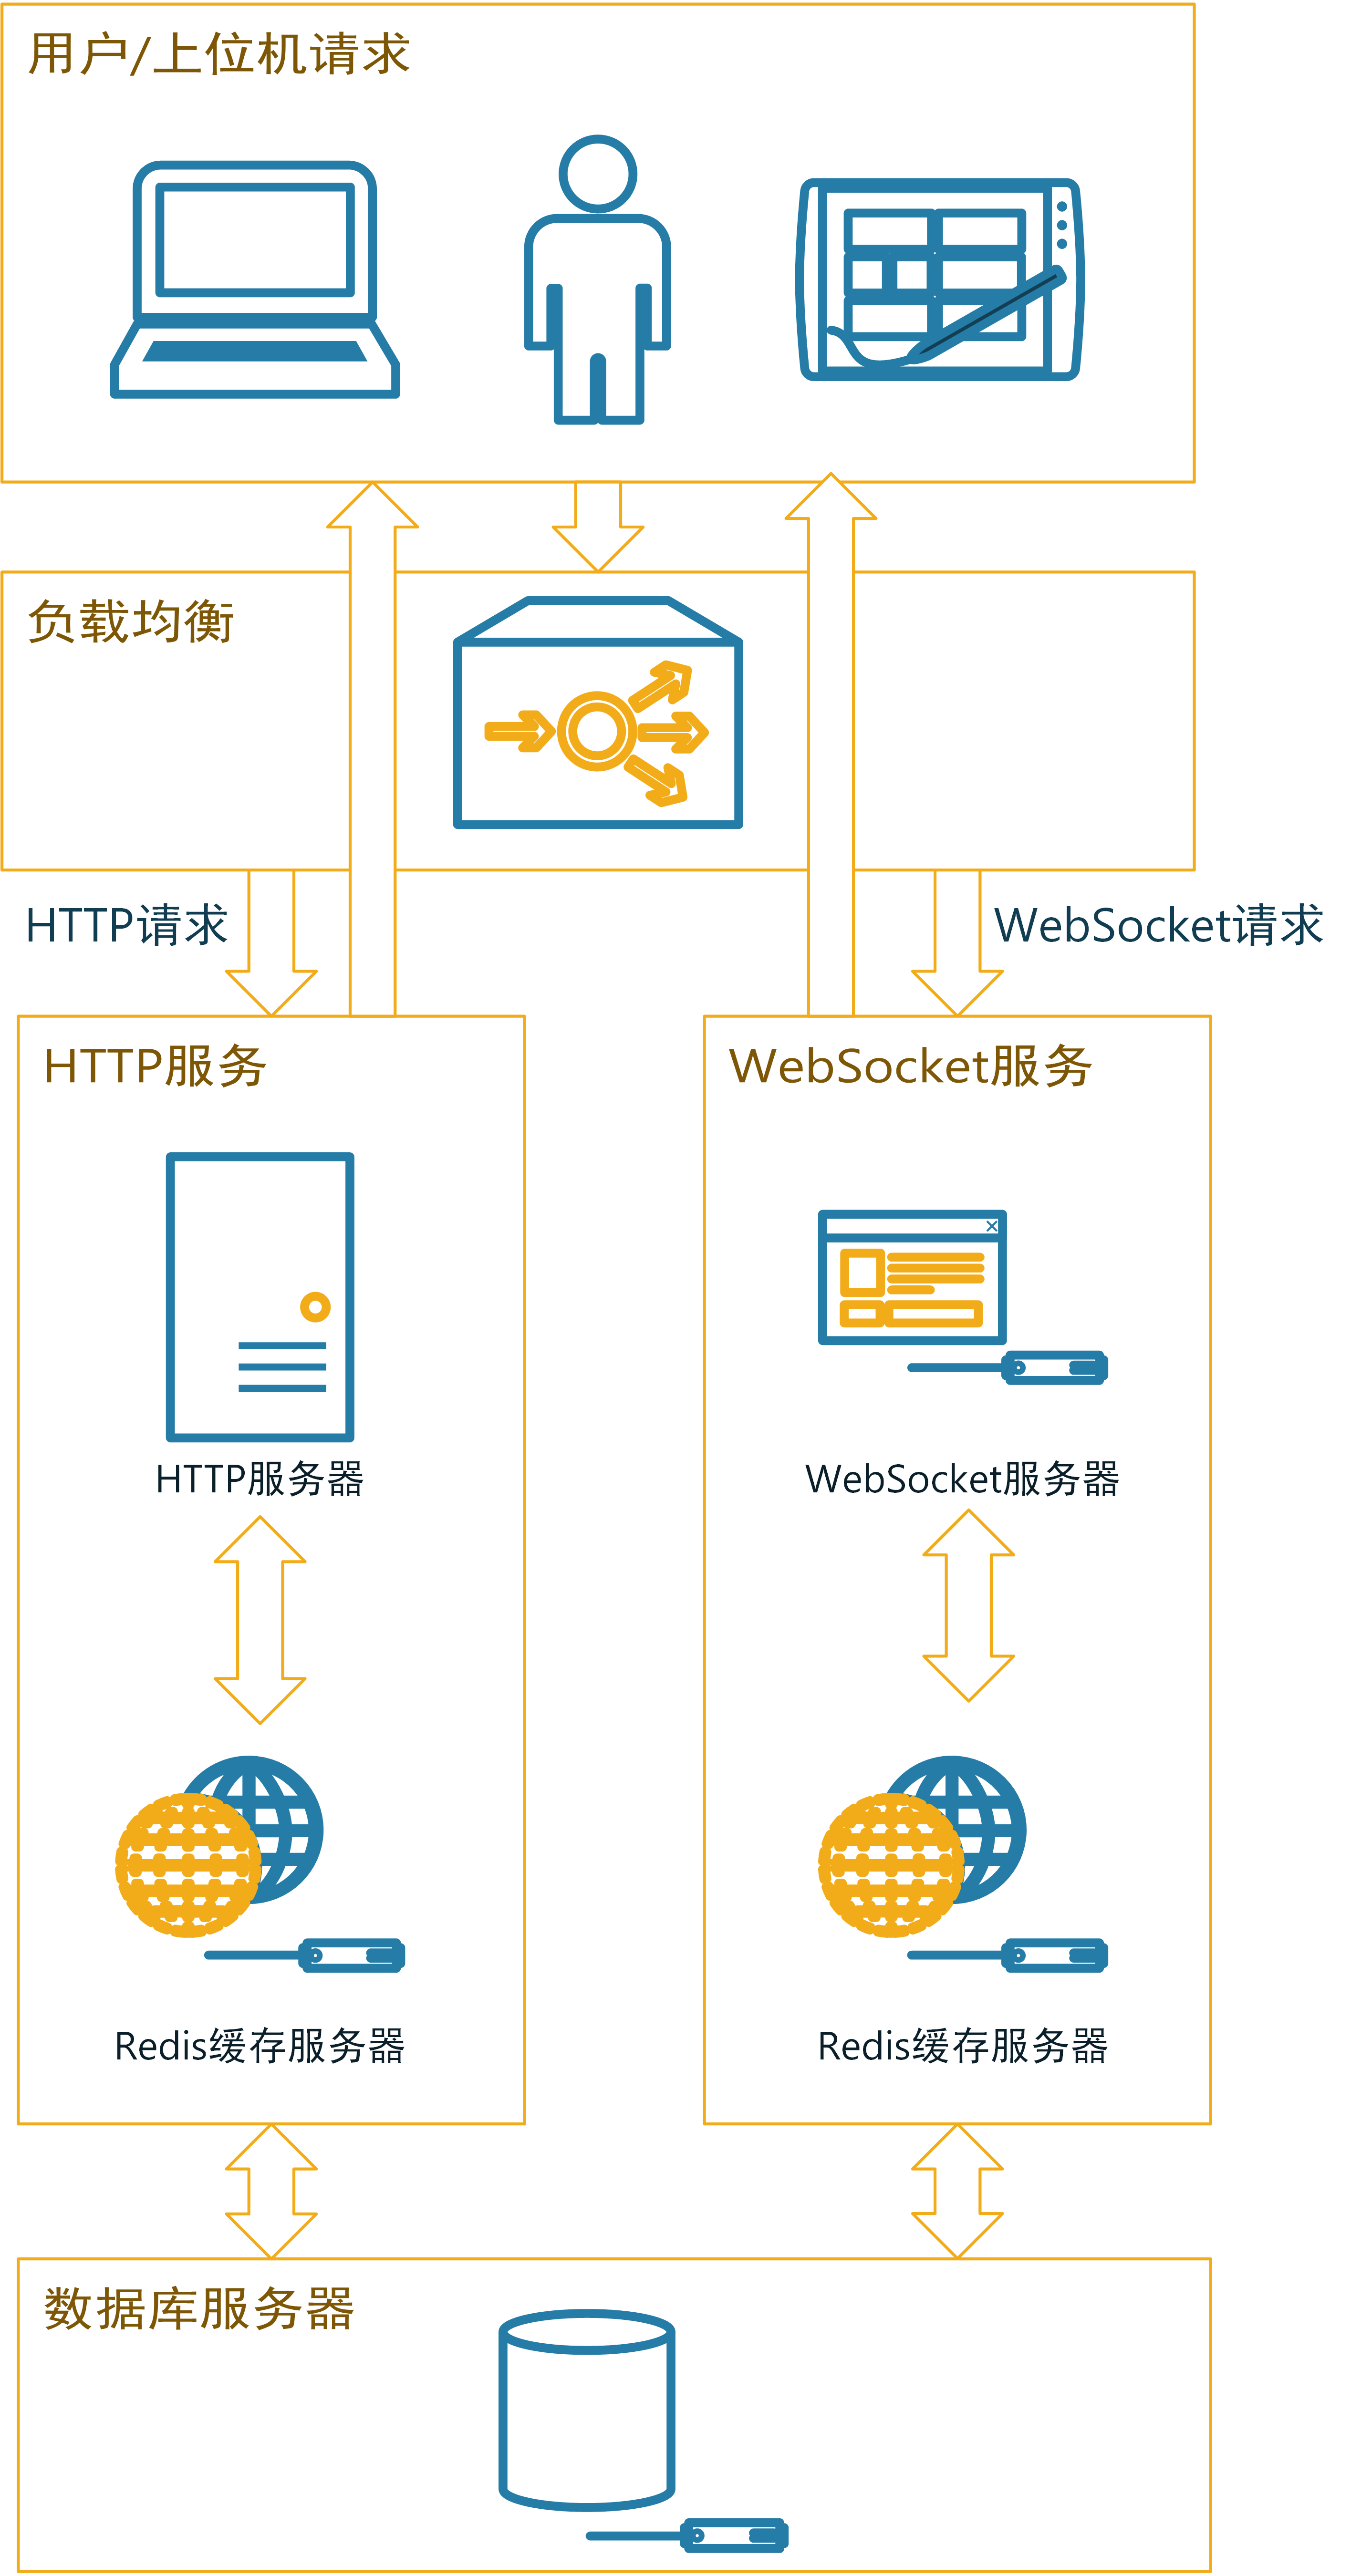 用户/上位机请求
负载均衡
HTTP请求
WebSocket请求
HTTP服务
WebSocket服务
HTTP服务器
WebSocket服务器
Redis缓存服务器
Redis缓存服务器
数据库服务器